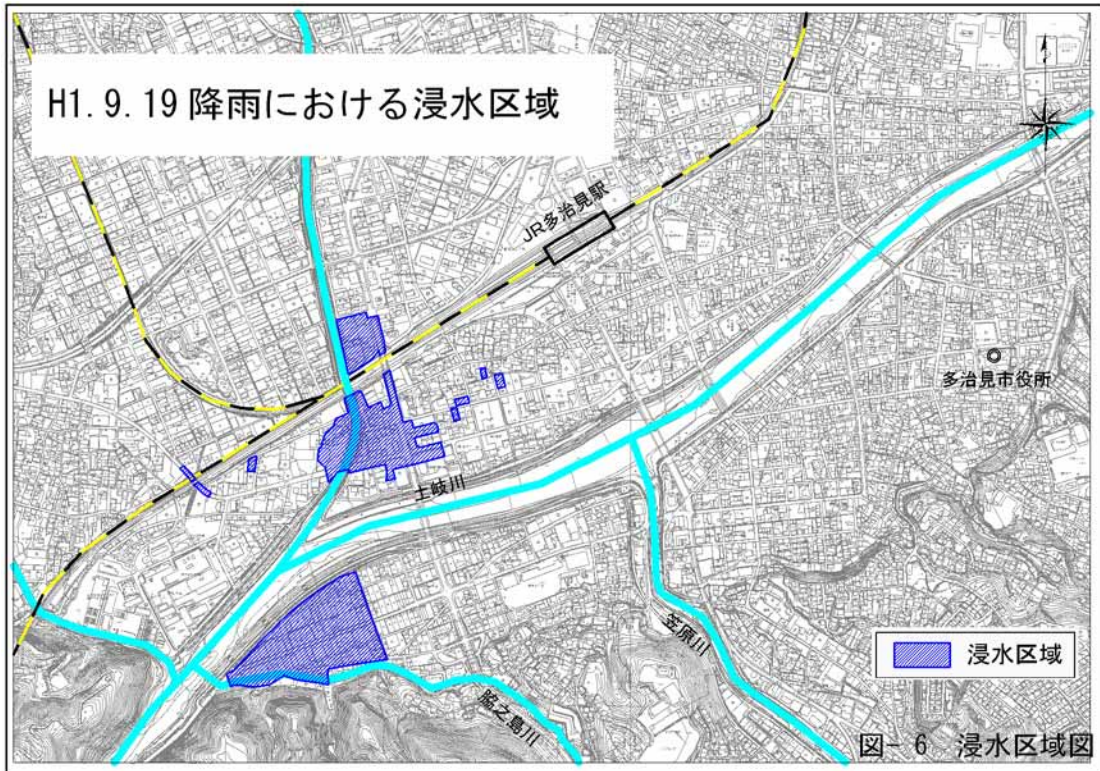 H1.9.19降雨における浸水区域
JR多治見駅
多治見市役所
土岐川
笠原川
浸水区域
脇之島川
図-6 浸水区域図